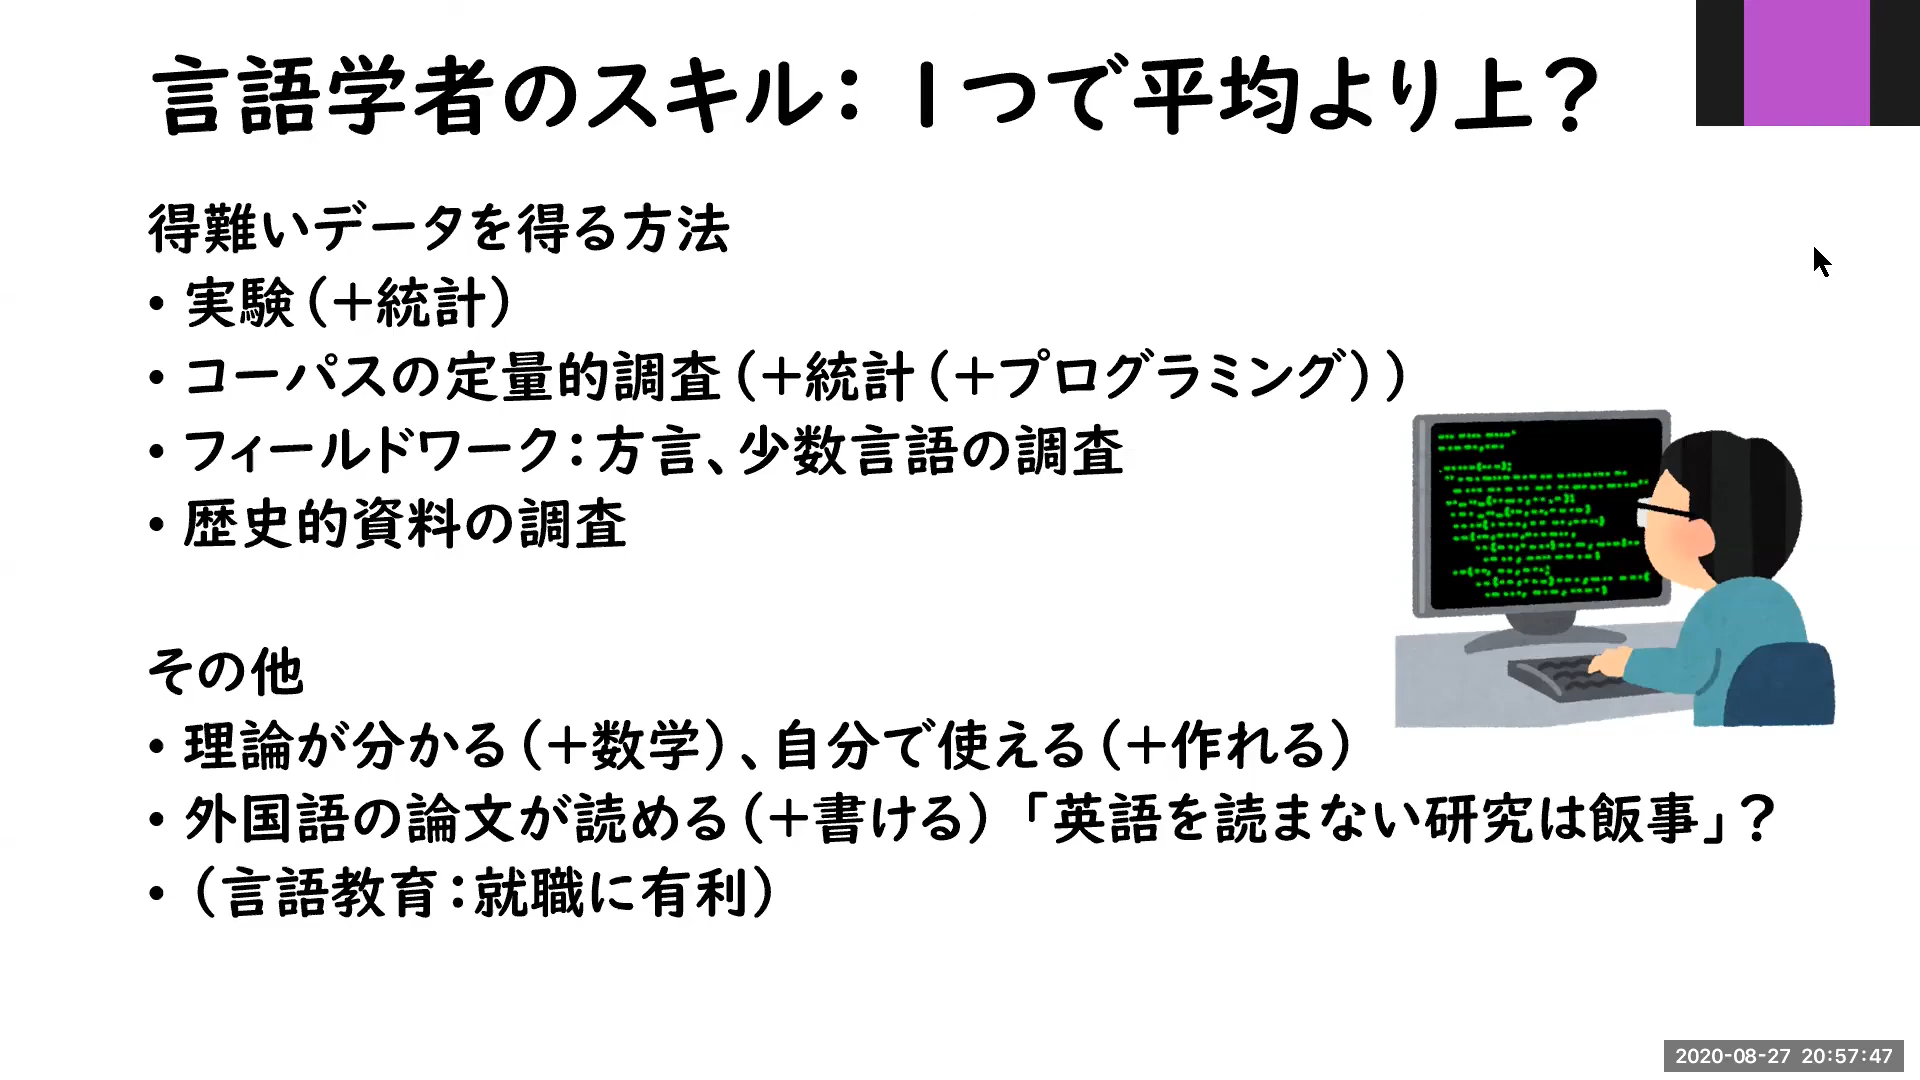 言語学者のスキル：１つで平均より上？
得難いデータを得る方法
• 実験（＋統計）
• コーパスの定量的調査（＋統計（＋プログラミング））
• フィールドワーク：方言、少数言語の調査
• 歴史的資料の調査
その他
• 理論が分かる（＋数学）、自分で使える（＋作れる）
• 外国語の論文が読める（＋書ける）「英語を読まない研究は飯事」？
• （言語教育：就職に有利）
2020-08-27 20:57:47